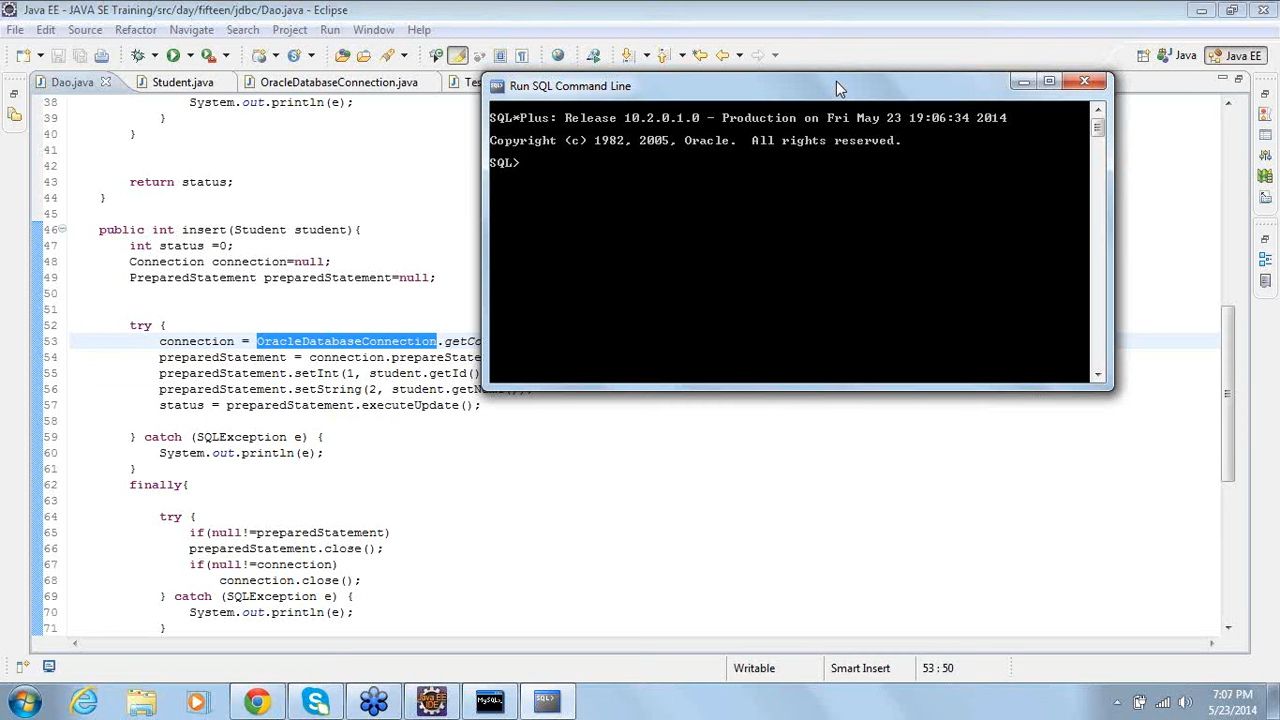 Java EE - JAVA SE Training/src/day/fifteen/jdbc/Dao.java - Eclipse
File Edit Source Refactor Navigate Search Project Run Window Help
Java Java EE
Dao.java Student.java OracleDatabaseConnection.java Te
Run SQL Command Line
SQL*Plus: Release 10.2.0.1.0 - Production on Fri May 23 19:06:34 2014
Copyright (c) 1982, 2005, Oracle.  All rights reserved.
SQL>
38 System.out.println(e);
39 }
40 }
41
42
43 return status;
44 }
45
46 public int insert(Student student){
47 int status =0;
48 Connection connection=null;
49 PreparedStatement preparedStatement=null;
50
51
52 try {
53 connection = OracleDatabaseConnection.getCo
54 preparedStatement = connection.prepareState
55 preparedStatement.setInt(1, student.getId()
56 preparedStatement.setString(2, student.getName());
57 status = preparedStatement.executeUpdate();
58
59 } catch (SQLException e) {
60 System.out.println(e);
61 }
62 finally{
63
64 try {
65 if(null!=preparedStatement)
66 preparedStatement.close();
67 if(null!=connection)
68 connection.close();
69 } catch (SQLException e) {
70 System.out.println(e);
71 }
Writable Smart Insert 53 : 50
Java EE IDE
MySQL
SQL>
7:07 PM
5/23/2014